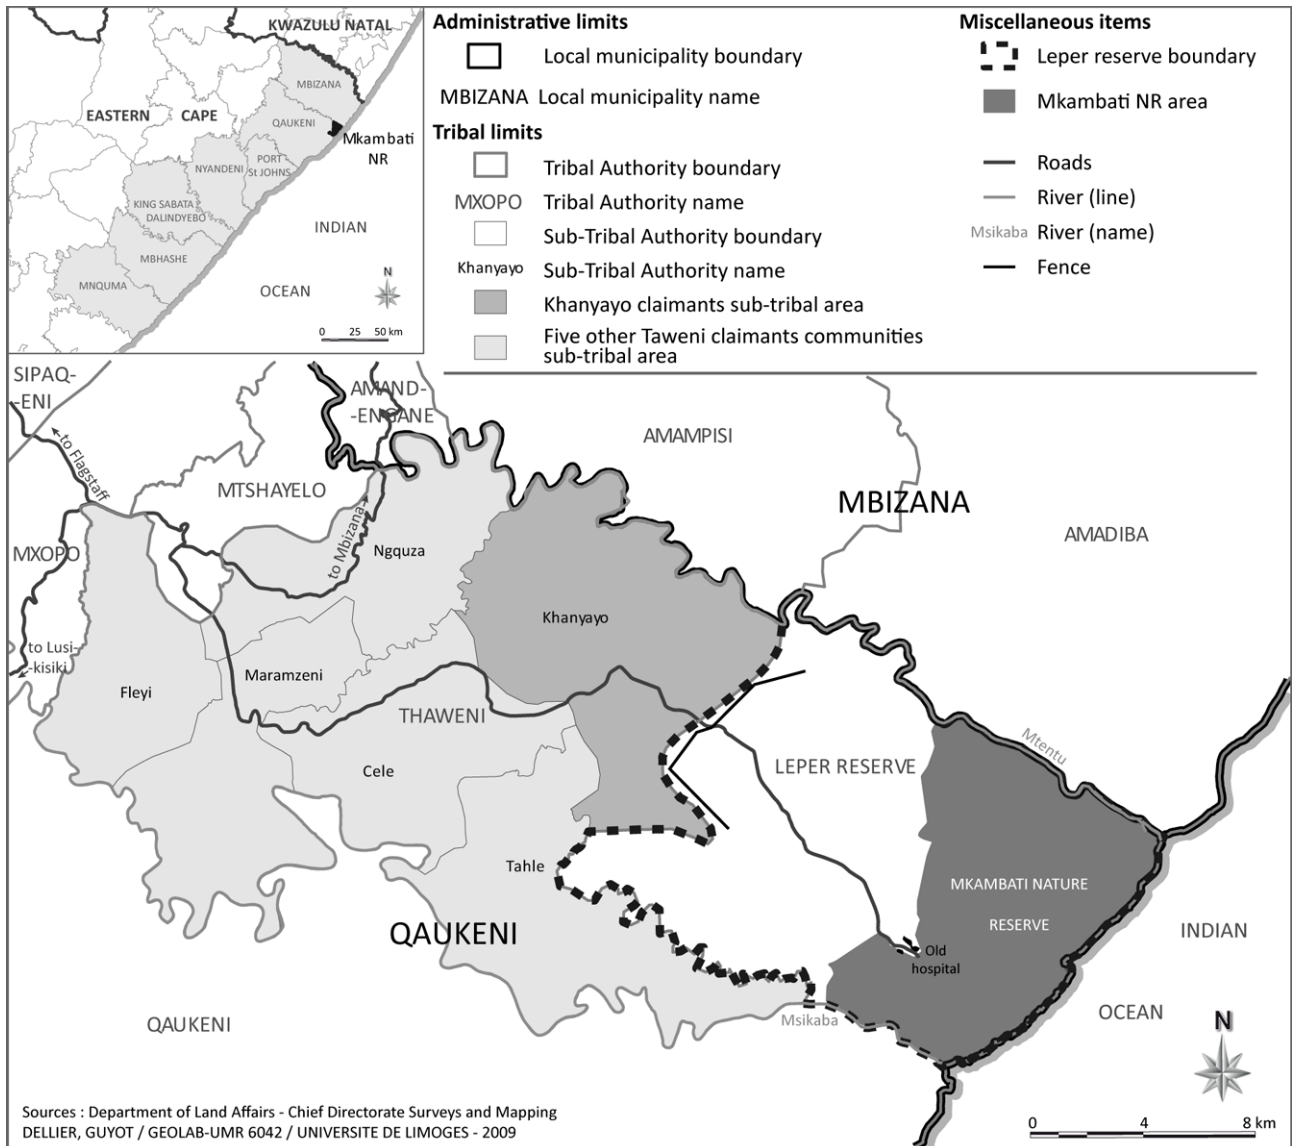 KWAZULU NATAL
MBIZANA
EASTERN CAPE
QAUKENI
Mkambati
NR
NYANDENI
PORT
St JOHNS
KING SABATA
DALINDYEBO
INDIAN
MBHASHE
MNQUMA
OCEAN
N
0 25 50 km
Administrative limits
Local municipality boundary
MBIZANA Local municipality name
Tribal limits
Tribal Authority boundary
MXOPO Tribal Authority name
Sub-Tribal Authority boundary
Khanyayo Sub-Tribal Authority name
Khanyayo claimants sub-tribal area
Five other Taweni claimants communities
sub-tribal area
Miscellaneous items
Leper reserve boundary
Mkambati NR area
Roads
River (line)
Msikaba River (name)
Fence
SIPAQ-
-ENI
AMAND-
-ENGANE
to Flagstaff
AMAMPISI
MTSHAYELO
MBIZANA
to Mbizana
AMADIBA
MXOPO
Ngquza
Khanyayo
to Lusi-
-kisiki
Maramzeni
Fleyi
THAWENI
Mtentu
LEPER RESERVE
Cele
Tahle
MKAMBATI NATURE
RESERVE
QAUKENI
INDIAN
Old
hospital
OCEAN
Msikaba
QAUKENI
N
Sources : Department of Land Affairs - Chief Directorate Surveys and Mapping
DELLIER, GUYOT / GEOLAB-UMR 6042 / UNIVERSITE DE LIMOGES - 2009
0 4 8 km